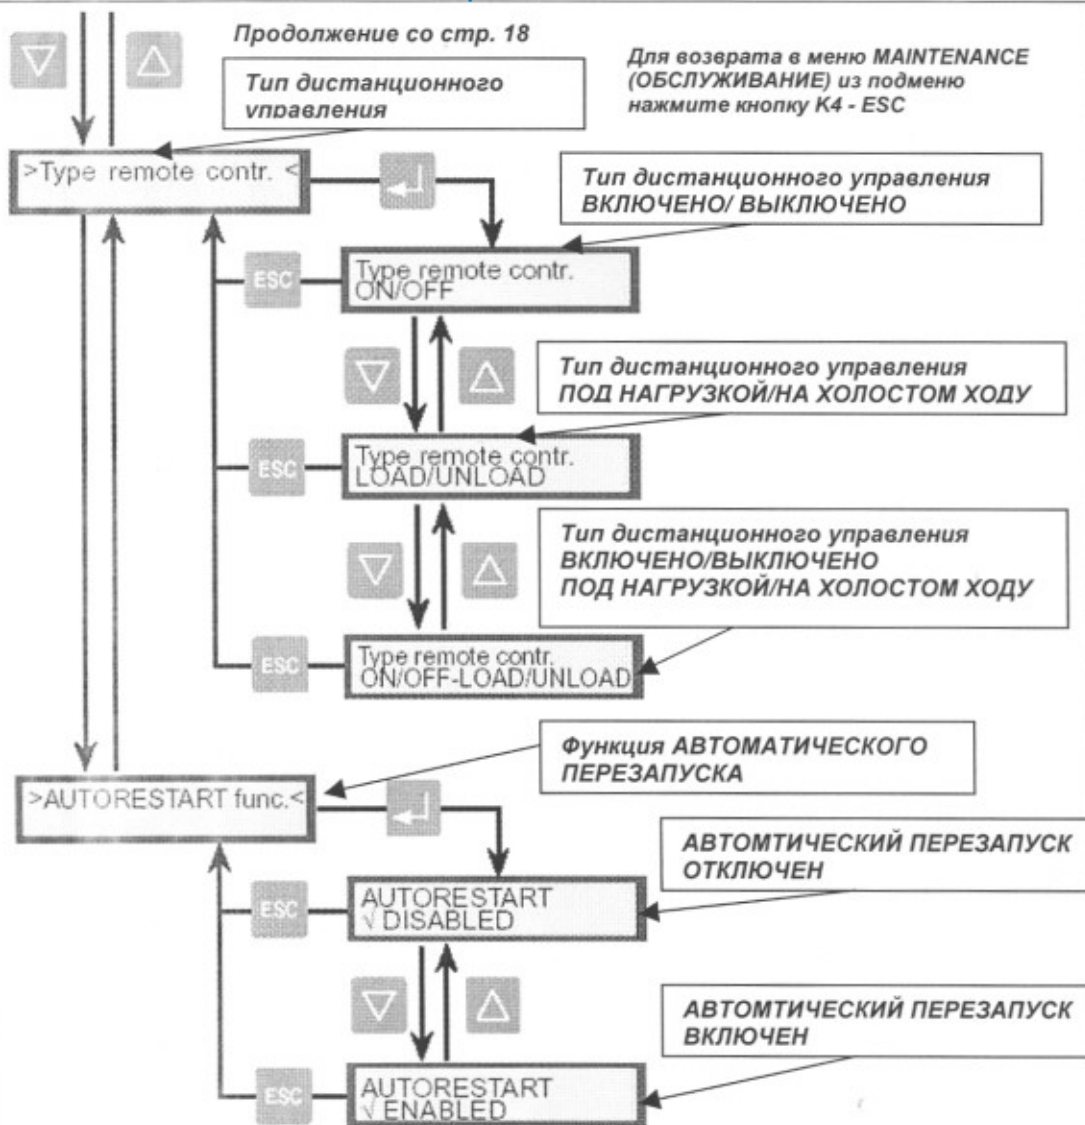 Продолжение со стр. 18
Для возврата в меню MAINTENANCE
(ОБСЛУЖИВАНИЕ) из подменю
нажмите кнопку K4 - ESC
Тип дистанционного
управления
>Type remote contr. <
Тип дистанционного управления
ВКЛЮЧЕНО/ ВЫКЛЮЧЕНО
ESC
Type remote contr.
ON/OFF
Тип дистанционного управления
ПОД НАГРУЗКОЙ/НА ХОЛОСТОМ ХОДУ
ESC
Type remote contr.
LOAD/UNLOAD
Тип дистанционного управления
ВКЛЮЧЕНО/ВЫКЛЮЧЕНО
ПОД НАГРУЗКОЙ/НА ХОЛОСТОМ ХОДУ
ESC
Type remote contr.
ON/OFF-LOAD/UNLOAD
Функция АВТОМАТИЧЕСКОГО
ПЕРЕЗАПУСКА
>AUTORESTART func.<
АВТОМТИЧЕСКИЙ ПЕРЕЗАПУСК
ОТКЛЮЧЕН
ESC
AUTORESTART
√ DISABLED
АВТОМТИЧЕСКИЙ ПЕРЕЗАПУСК
ВКЛЮЧЕН
ESC
AUTORESTART
√ ENABLED